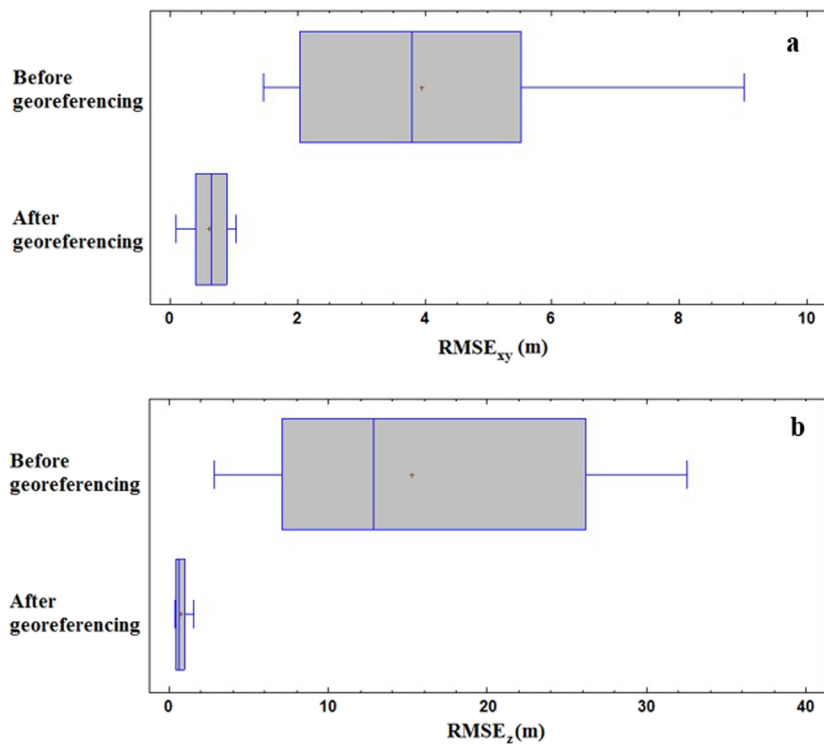 a
Before
georeferencing
After
georeferencing
0 2 4 6 8 10
RMSExy (m)
b
Before
georeferencing
After
georeferencing
0 10 20 30 40
RMSEz(m)